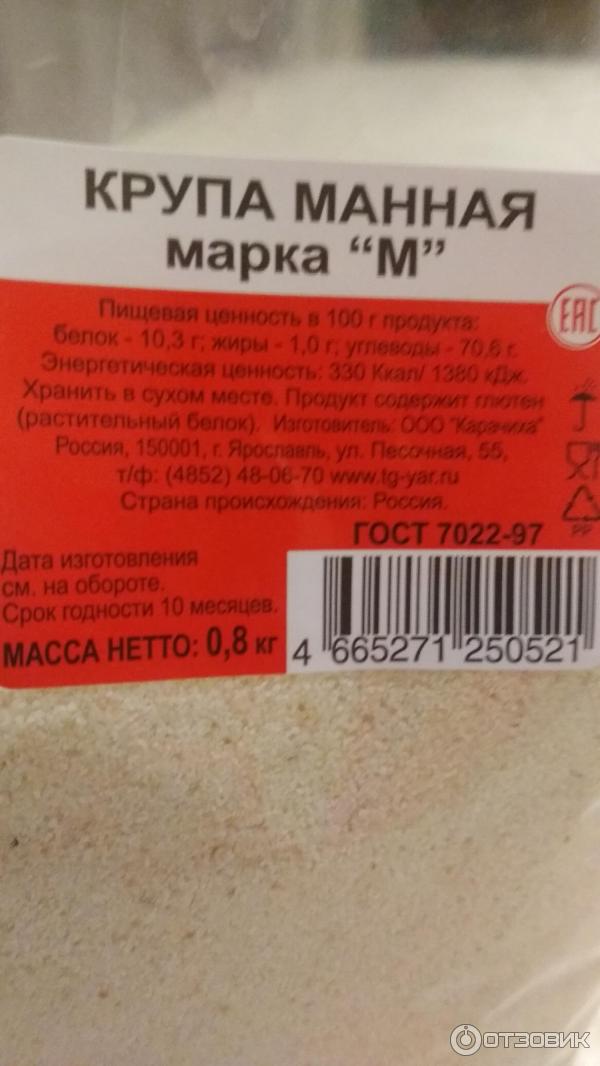 КРУПА МАННАЯ
марка “М”
EAC
Пищевая ценность в 100 г продукта:
белок - 10,3 г; жиры - 1,0 г; углеводы - 70,6 г.
Энергетическая ценность: 330 Ккал/ 1380 кДж.
Хранить в сухом месте. Продукт содержит глютен
(растительный белок). Изготовитель: ООО "Карачиха"
Россия, 150001, г. Ярославль, ул. Песочная, 55,
т/ф: (4852) 48-06-70 www.tg-yar.ru
Страна происхождения: Россия.
PP
ГОСТ 7022-97
Дата изготовления
см. на обороте.
Срок годности 10 месяцев.
МАССА НЕТТО: 0,8 кг
4 665271 250521
ОТЗОВИК